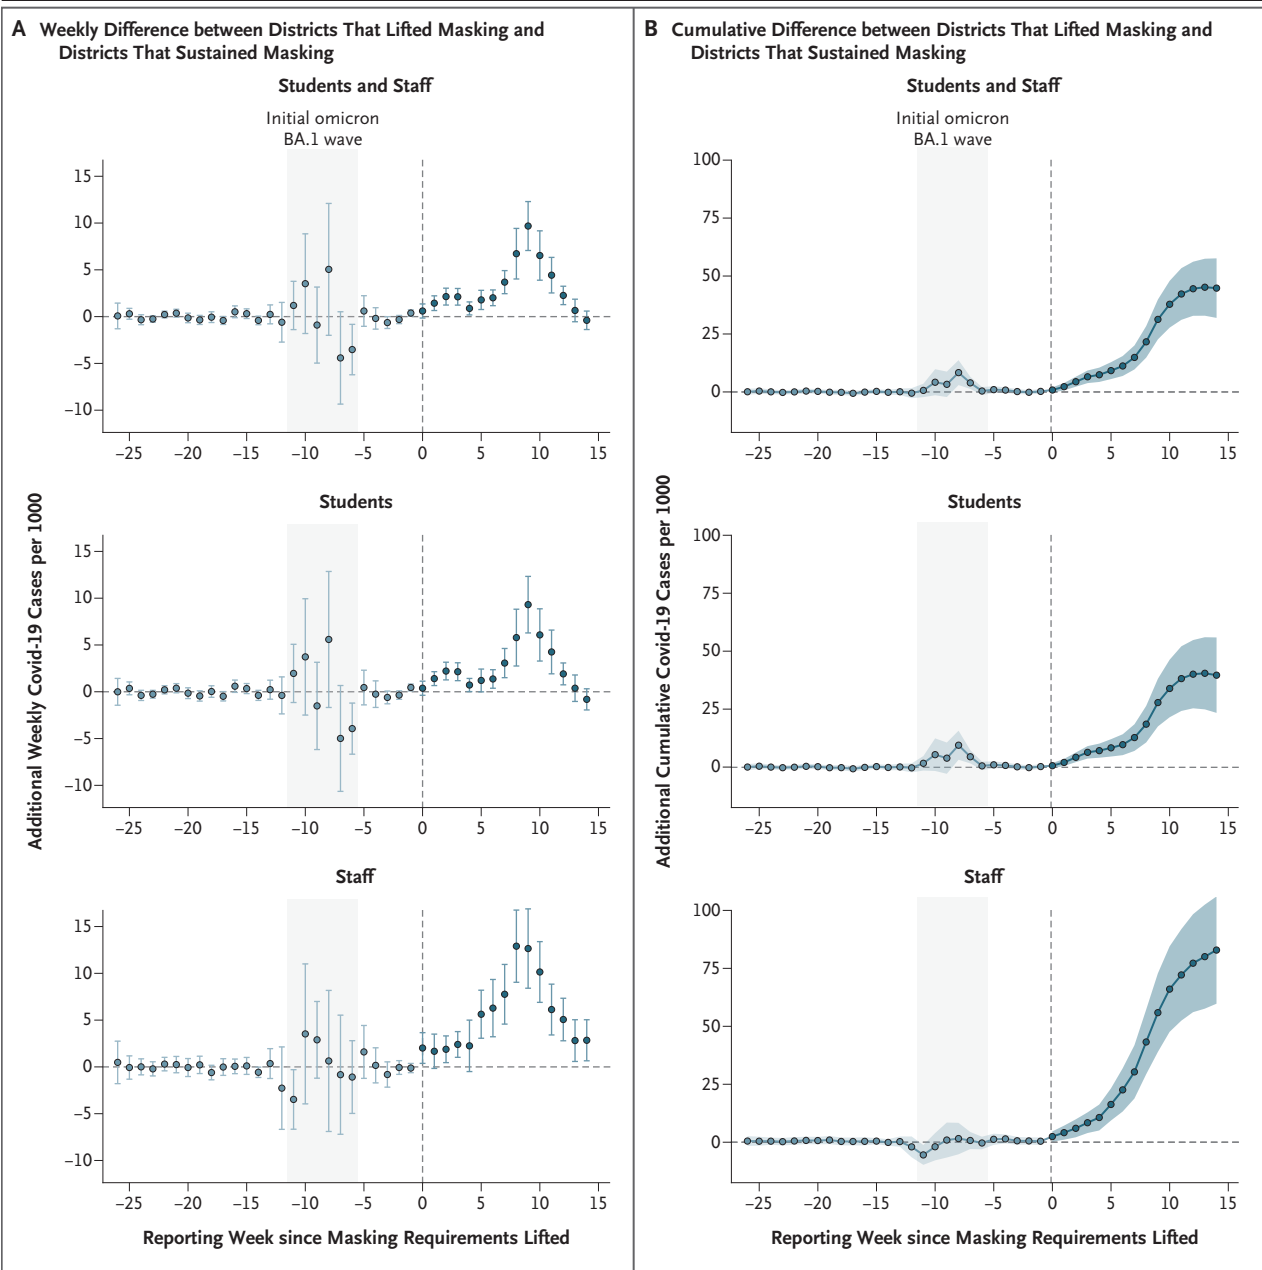 A Weekly Difference between Districts That Lifted Masking and
Districts That Sustained Masking
Students and Staff
Initial omicron
BA.1 wave
15
10
5
0
−5
−10
−25 −20 −15 −10 −5 0 5 10 15
Students
15
10
5
0
−5
−10
−25 −20 −15 −10 −5 0 5 10 15
Staff
15
10
5
0
−5
−10
−25 −20 −15 −10 −5 0 5 10 15
Additional Weekly Covid-19 Cases per 1000
Reporting Week since Masking Requirements Lifted
B Cumulative Difference between Districts That Lifted Masking and
Districts That Sustained Masking
Students and Staff
Initial omicron
BA.1 wave
100
75
50
25
0
−25 −20 −15 −10 −5 0 5 10 15
Students
100
75
50
25
0
−25 −20 −15 −10 −5 0 5 10 15
Staff
100
75
50
25
0
−25 −20 −15 −10 −5 0 5 10 15
Additional Cumulative Covid-19 Cases per 1000
Reporting Week since Masking Requirements Lifted